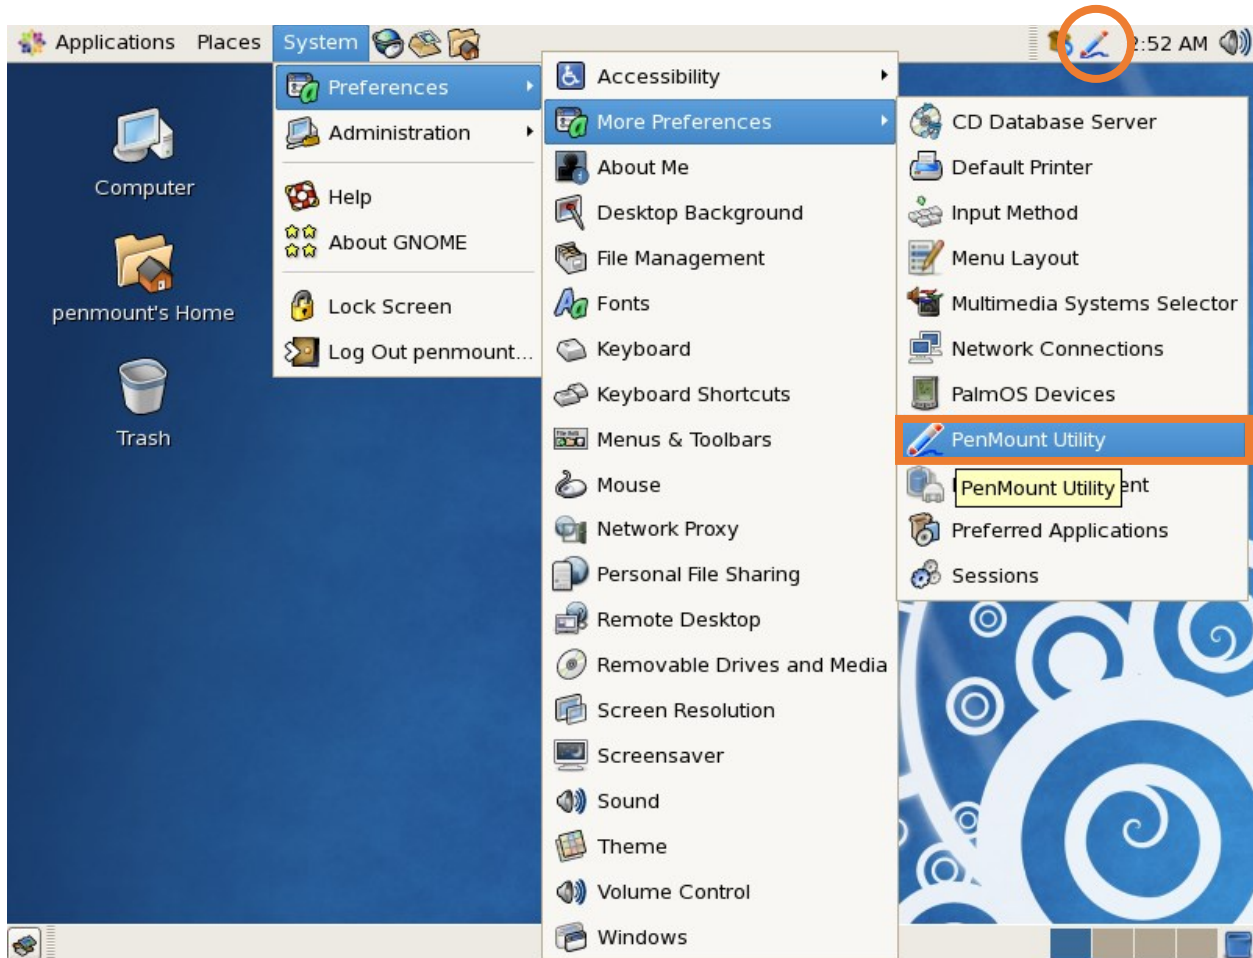 Applications Places System
2:52 AM
Computer
penmount's Home
Trash
Preferences
Administration
Help
About GNOME
Lock Screen
Log Out penmount...
Accessibility
More Preferences
About Me
Desktop Background
File Management
Fonts
Keyboard
Keyboard Shortcuts
Menus & Toolbars
Mouse
Network Proxy
Personal File Sharing
Remote Desktop
Removable Drives and Media
Screen Resolution
Screensaver
Sound
Theme
Volume Control
Windows
CD Database Server
Default Printer
Input Method
Menu Layout
Multimedia Systems Selector
Network Connections
PalmOS Devices
PenMount Utility
PenMount Utility
Preferred Applications
Sessions